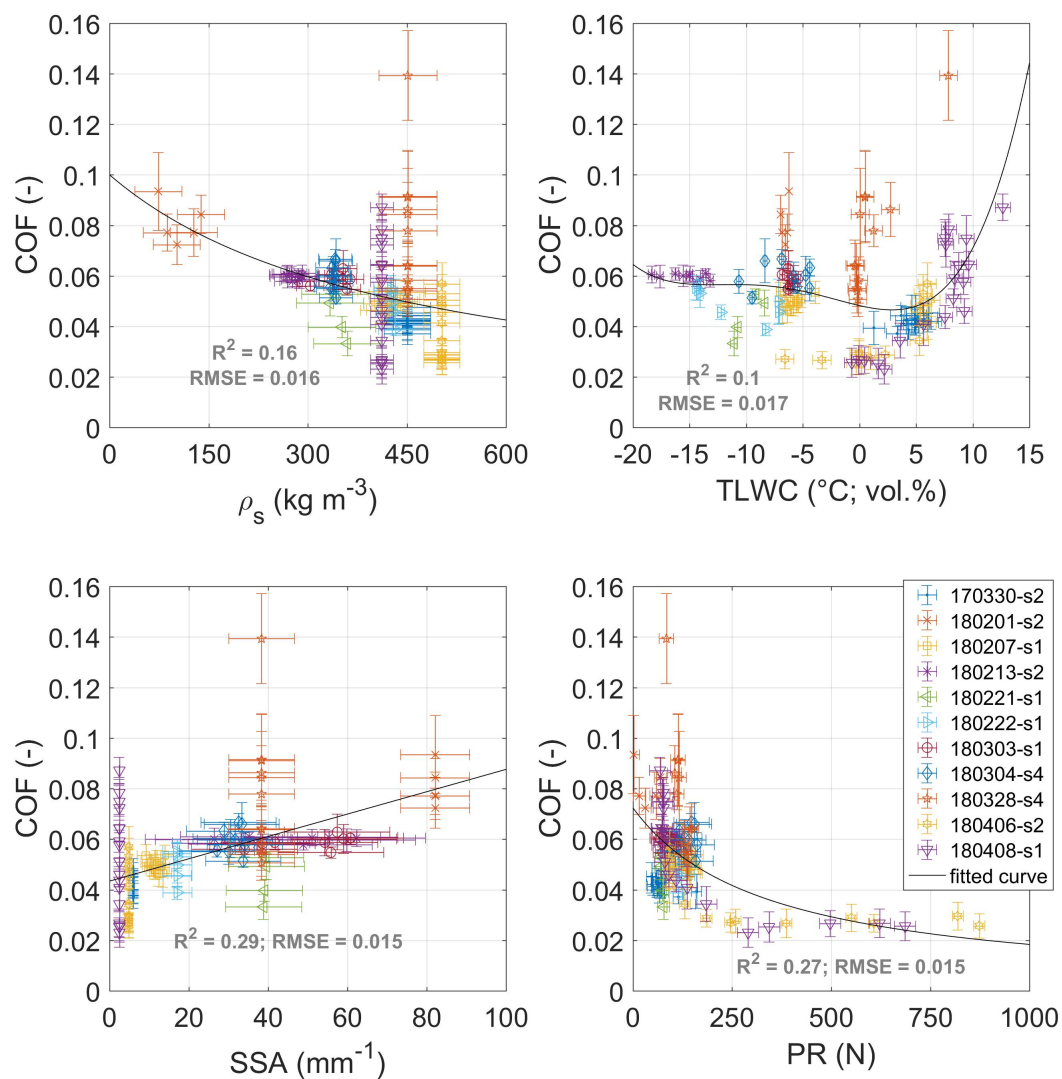 0.16
0.14
0.12
0.1
0.08
0.06
0.04
0.02
0
COF (-)
R² = 0.16
RMSE = 0.016
0 150 300 450 600
ρₛ (kg m⁻³)
0.16
0.14
0.12
0.1
0.08
0.06
0.04
0.02
0
COF (-)
R² = 0.1
RMSE = 0.017
-20 -15 -10 -5 0 5 10 15
TLWC (°C; vol.%)
0.16
0.14
0.12
0.1
0.08
0.06
0.04
0.02
0
COF (-)
R² = 0.29; RMSE = 0.015
0 20 40 60 80 100
SSA (mm⁻¹)
0.16
0.14
0.12
0.1
0.08
0.06
0.04
0.02
0
COF (-)
170330-s2
180201-s2
180207-s1
180213-s2
180221-s1
180222-s1
180303-s1
180304-s4
180328-s4
180406-s2
180408-s1
fitted curve
R² = 0.27; RMSE = 0.015
0 250 500 750 1000
PR (N)